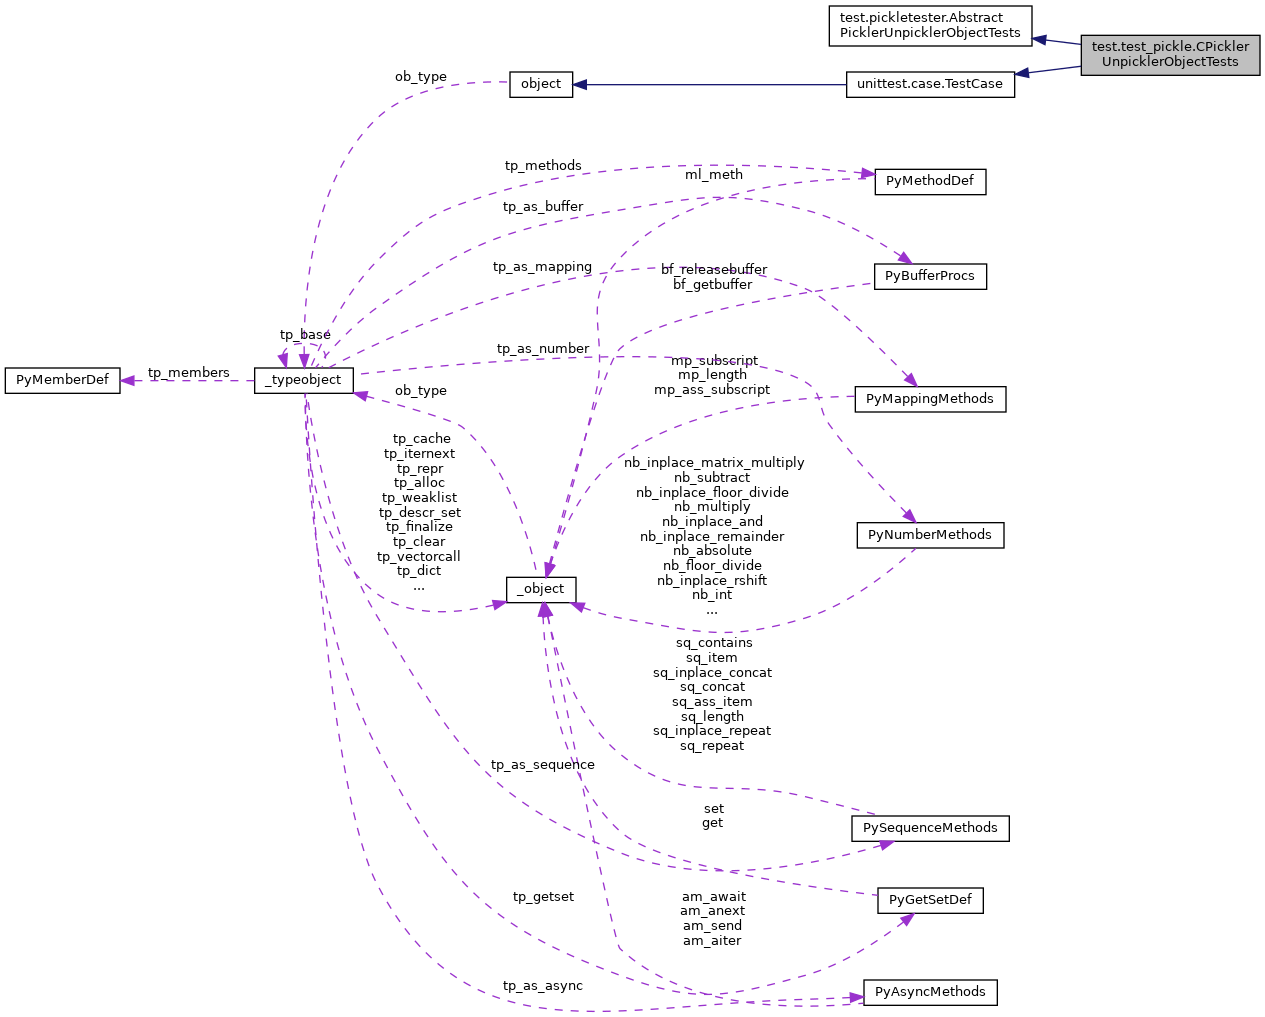 test.pickletester.Abstract
PicklerUnpicklerObjectTests
test.test_pickle.CPickler
UnpicklerObjectTests
ob_type
object
unittest.case.TestCase
tp_methods
ml_meth
PyMethodDef
tp_as_buffer
tp_as_mapping
bf_releasebuffer
bf_getbuffer
PyBufferProcs
tp_base
tp_as_number
PyMemberDef
tp_members
_typeobject
ob_type
mp_subscript
mp_length
mp_ass_subscript
PyMappingMethods
tp_cache
tp_iternext
tp_repr
tp_alloc
tp_weaklist
tp_descr_set
tp_finalize
tp_clear
tp_vectorcall
tp_dict
...
nb_inplace_matrix_multiply
nb_subtract
nb_inplace_floor_divide
nb_multiply
nb_inplace_and
nb_inplace_remainder
nb_absolute
nb_floor_divide
nb_inplace_rshift
nb_int
...
PyNumberMethods
_object
sq_contains
sq_item
sq_inplace_concat
sq_concat
sq_ass_item
sq_length
sq_inplace_repeat
sq_repeat
tp_as_sequence
set
get
PySequenceMethods
tp_getset
am_await
am_anext
am_send
am_aiter
PyGetSetDef
tp_as_async
PyAsyncMethods